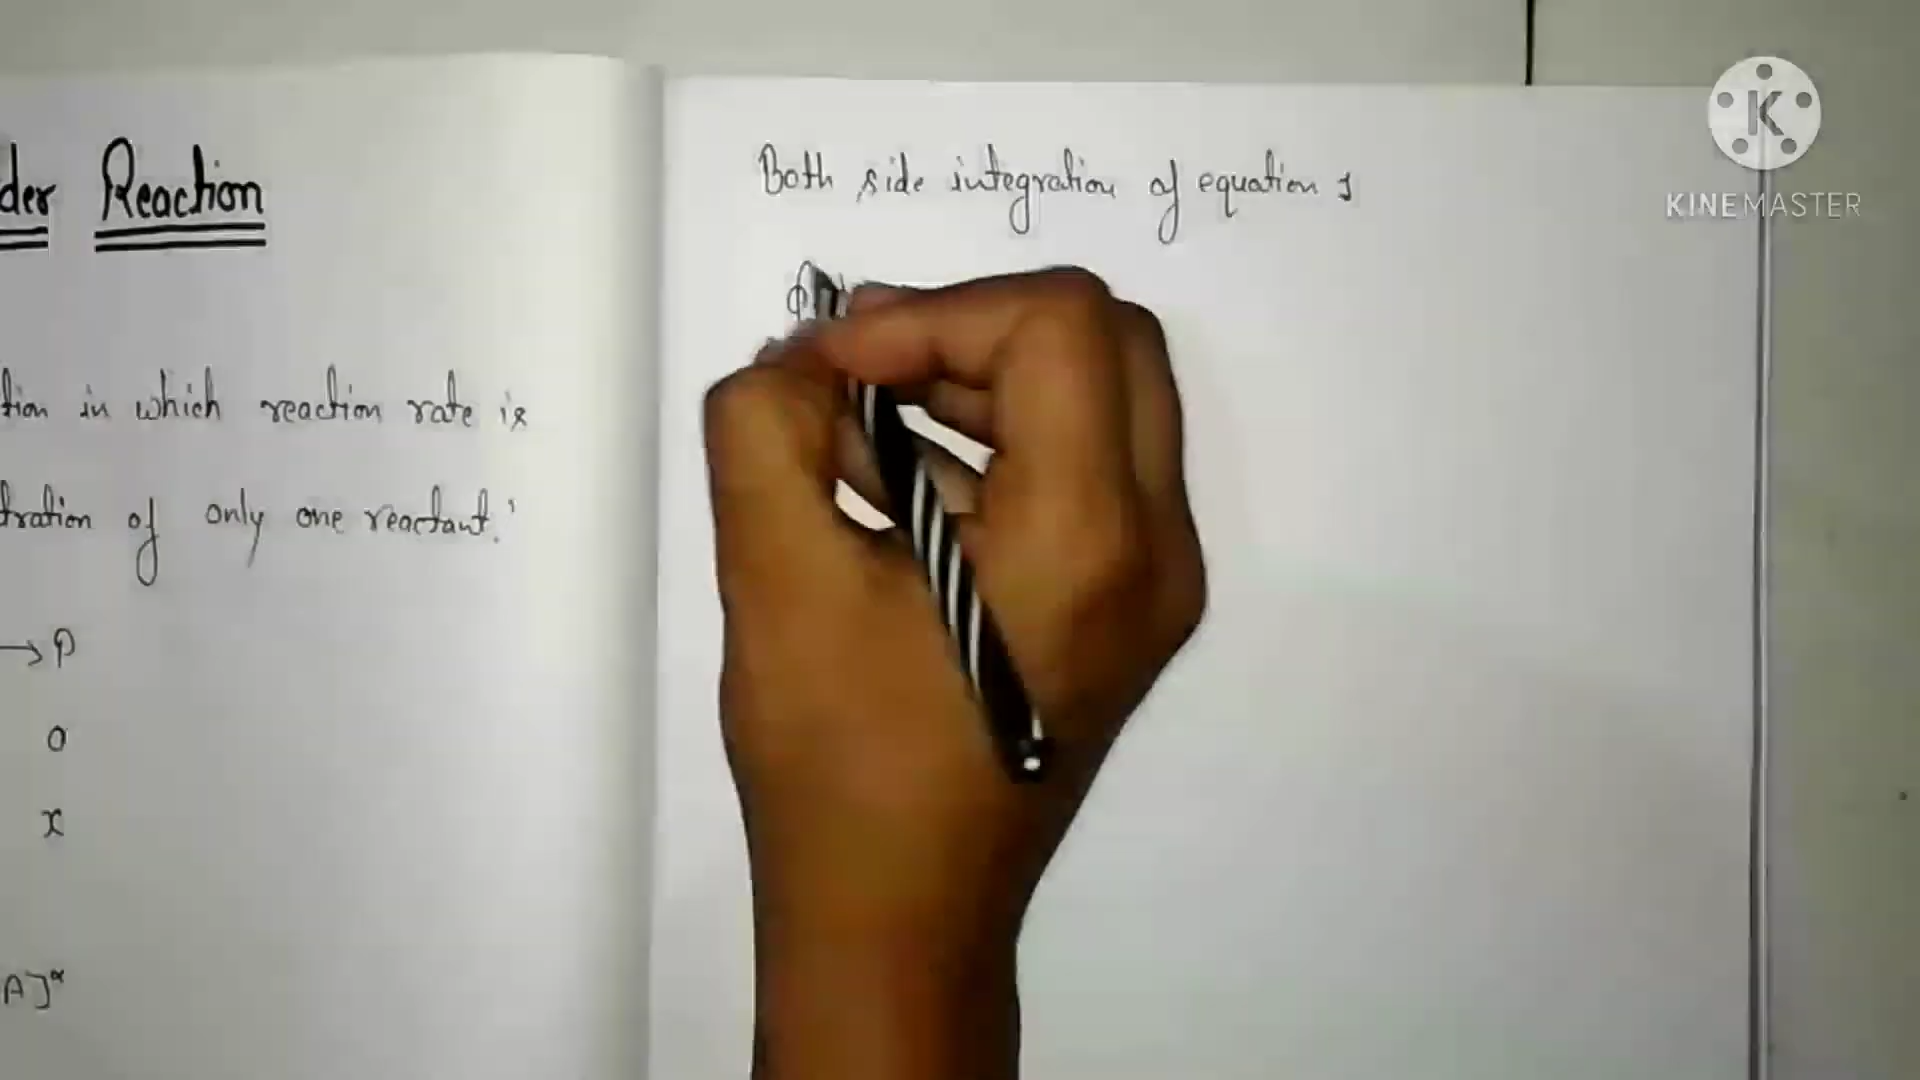 der Reaction
tion in which reaction rate is
tration of only one reactant.'
→ P
0
x
A]ᵅ
Both side integration of equation 1
K
KINEMASTER